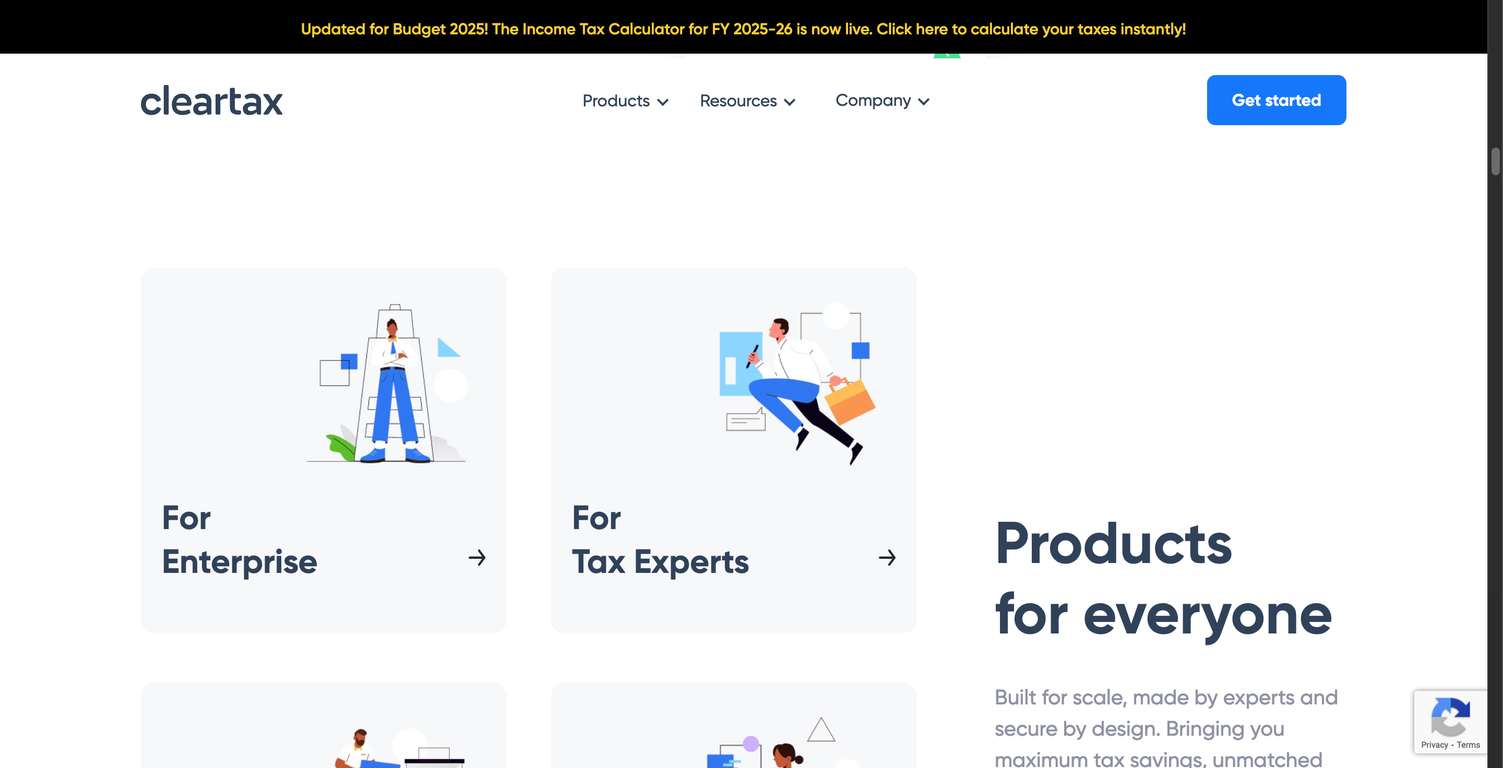 Updated for Budget 2025! The Income Tax Calculator for FY 2025-26 is now live. Click here to calculate your taxes instantly!
cleartax
Products
Resources
Company
Get started
For
Enterprise
For
Tax Experts
Products
for everyone
Built for scale, made by experts and
secure by design. Bringing you
maximum tax savings, unmatched
Privacy - Terms